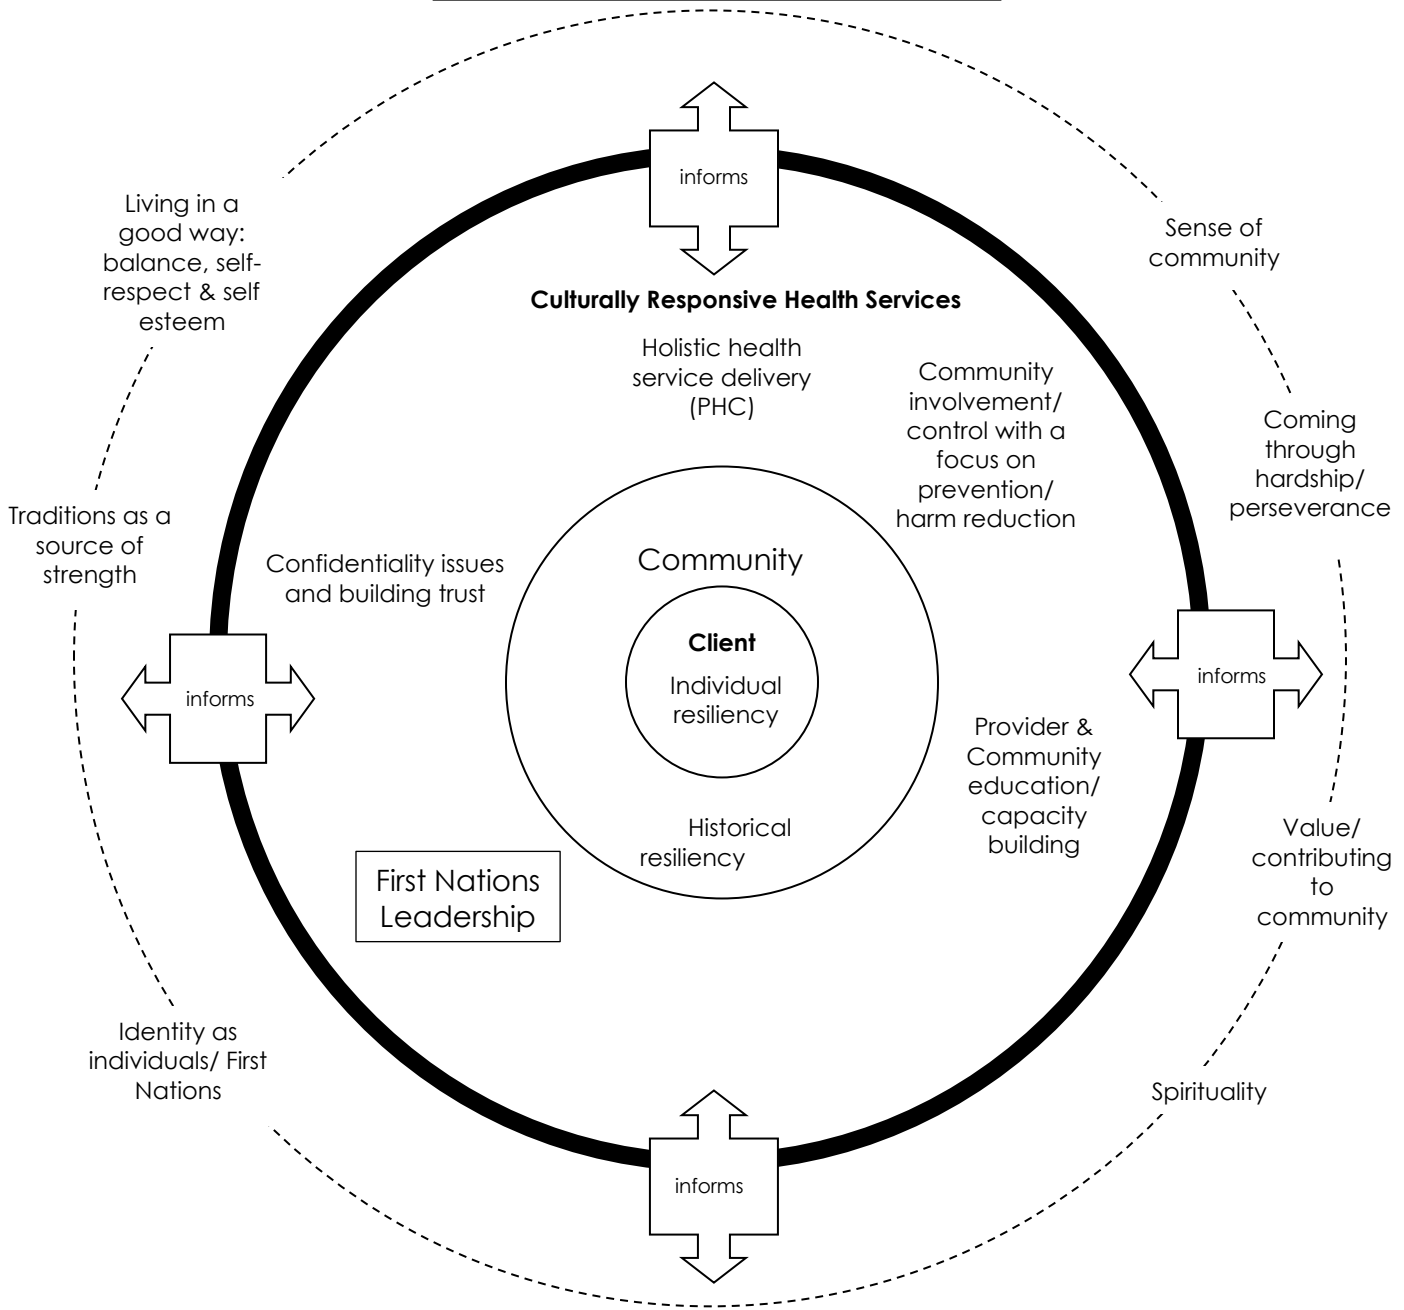 informs
Living in a
good way:
balance, self-
respect & self
esteem
Sense of
community
Culturally Responsive Health Services
Holistic health
service delivery
(PHC)
Community
involvement/
control with a
focus on
prevention/
harm reduction
Coming
through
hardship/
perseverance
Traditions as a
source of
strength
Confidentiality issues
and building trust
Community
Client
Individual
resiliency
informs
informs
Provider &
Community
education/
capacity
building
Historical
resiliency
Value/
contributing
to
community
First Nations
Leadership
Identity as
individuals/ First
Nations
Spirituality
informs